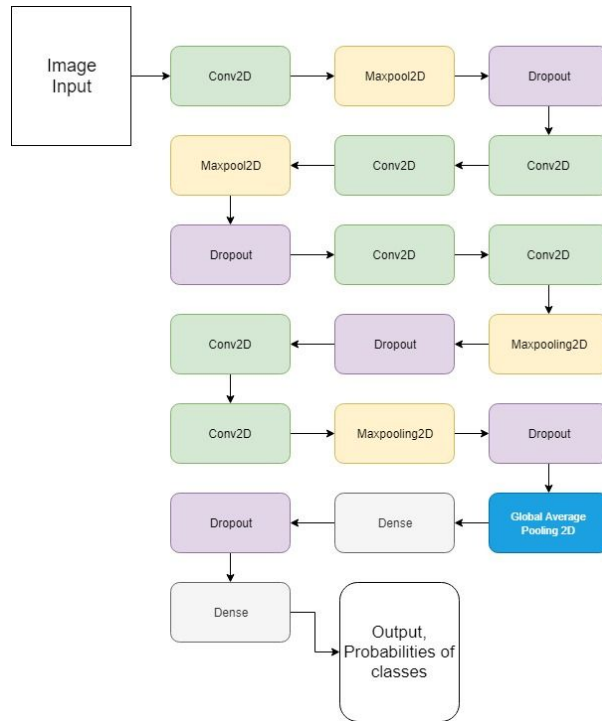 Image
Input
Conv2D
Maxpool2D
Dropout
Conv2D
Conv2D
Maxpool2D
Dropout
Conv2D
Conv2D
Maxpooling2D
Dropout
Conv2D
Conv2D
Maxpooling2D
Dropout
Global Average
Pooling 2D
Dense
Dropout
Dense
Output,
Probabilities of
classes